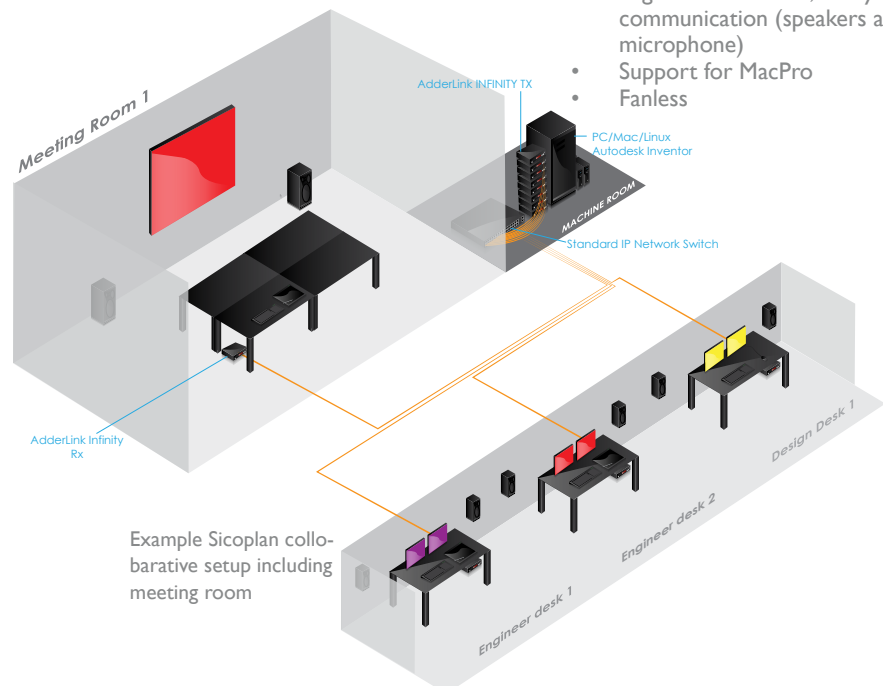 communication (speakers a
microphone)
• Support for MacPro
• Fanless
AdderLink INFINITY TX
Meeting Room 1
PC/Mac/Linux
Autodesk Inventor
MACHINE ROOM
Standard IP Network Switch
AdderLink Infinity
Rx
Design Desk 1
Engineer desk 2
Engineer desk 1
Example Sicoplan collo-
barative setup including
meeting room